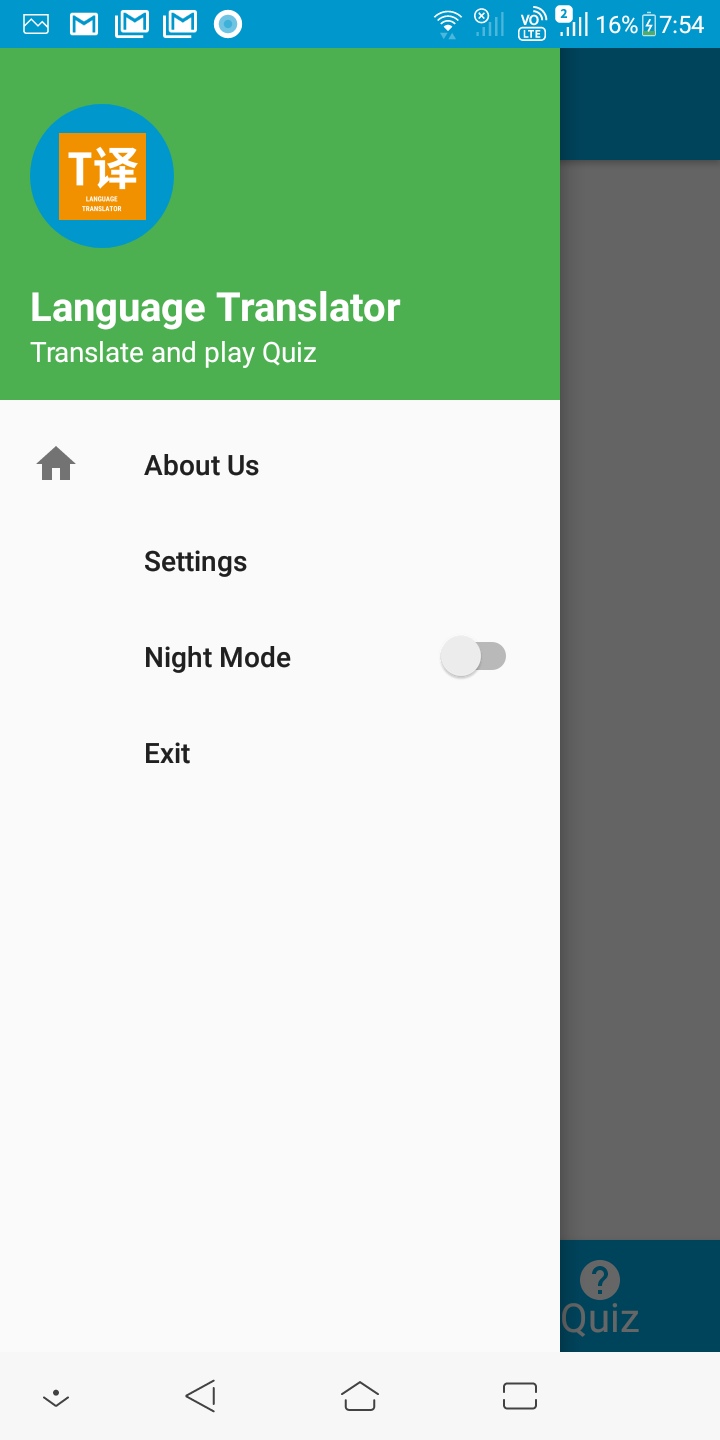 VO
LTE
2
16%
7:54
T译
LANGUAGE
TRANSLATOR
Language Translator
Translate and play Quiz
About Us
Settings
Night Mode
Exit
?
Quiz